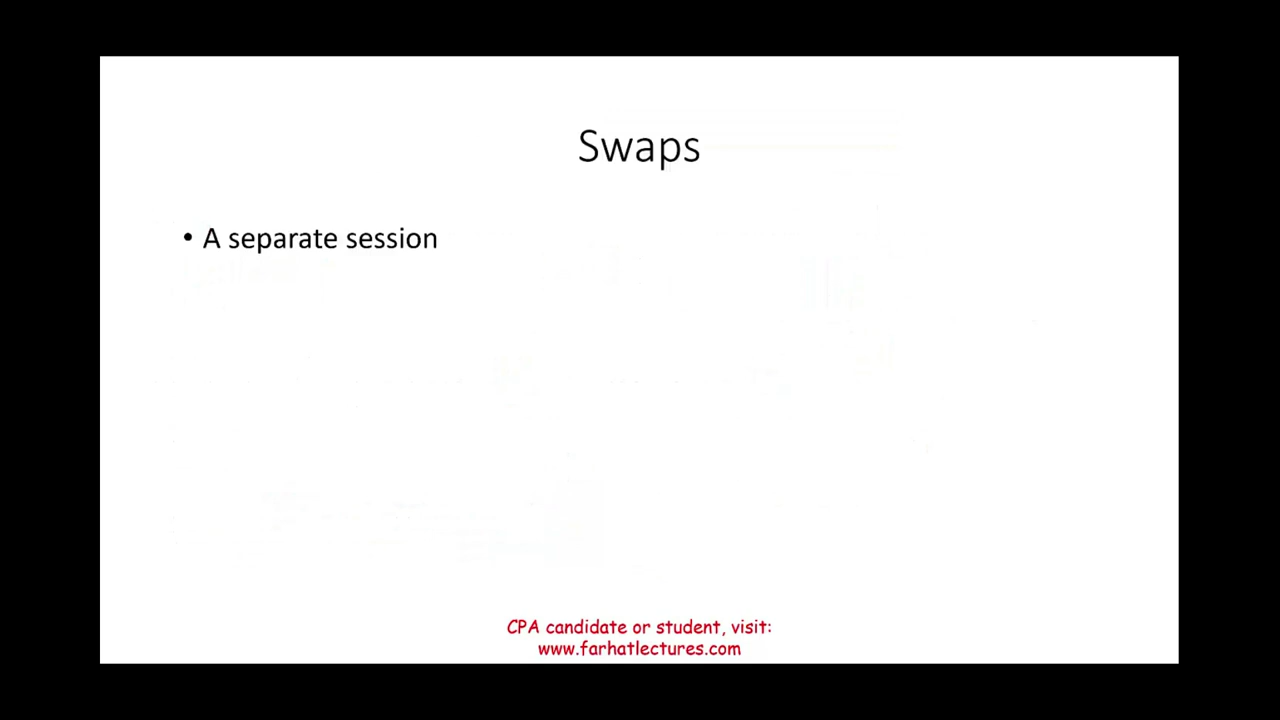 Swaps
• A separate session
CPA candidate or student, visit:
www.farhatlectures.com